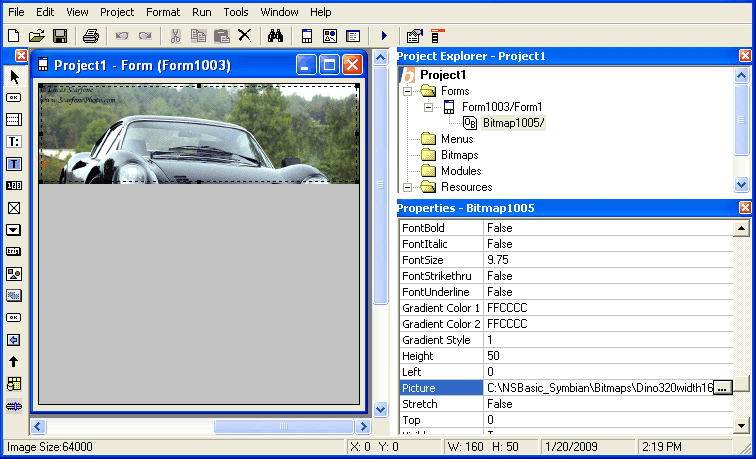 File Edit View Project Format Run Tools Window Help
Project1 - Form (Form1003)
© Lucas Scarfone
www.ScarfonePhoto.com
Project Explorer - Project1
Project1
Forms
Form1003/Form1
Bitmap1005/
Menus
Bitmaps
Modules
Resources
Properties - Bitmap1005
FontBold False
FontItalic False
FontSize 9.75
FontStrikethru False
FontUnderline False
Gradient Color 1 FFCCCC
Gradient Color 2 FFCCCC
Gradient Style 1
Height 50
Left 0
Picture C:\NSBasic_Symbian\Bitmaps\Dino320width16 ...
Stretch False
Top 0
Image Size:64000 X: 0 Y: 0 W: 160 H: 50 1/20/2009 2:19 PM